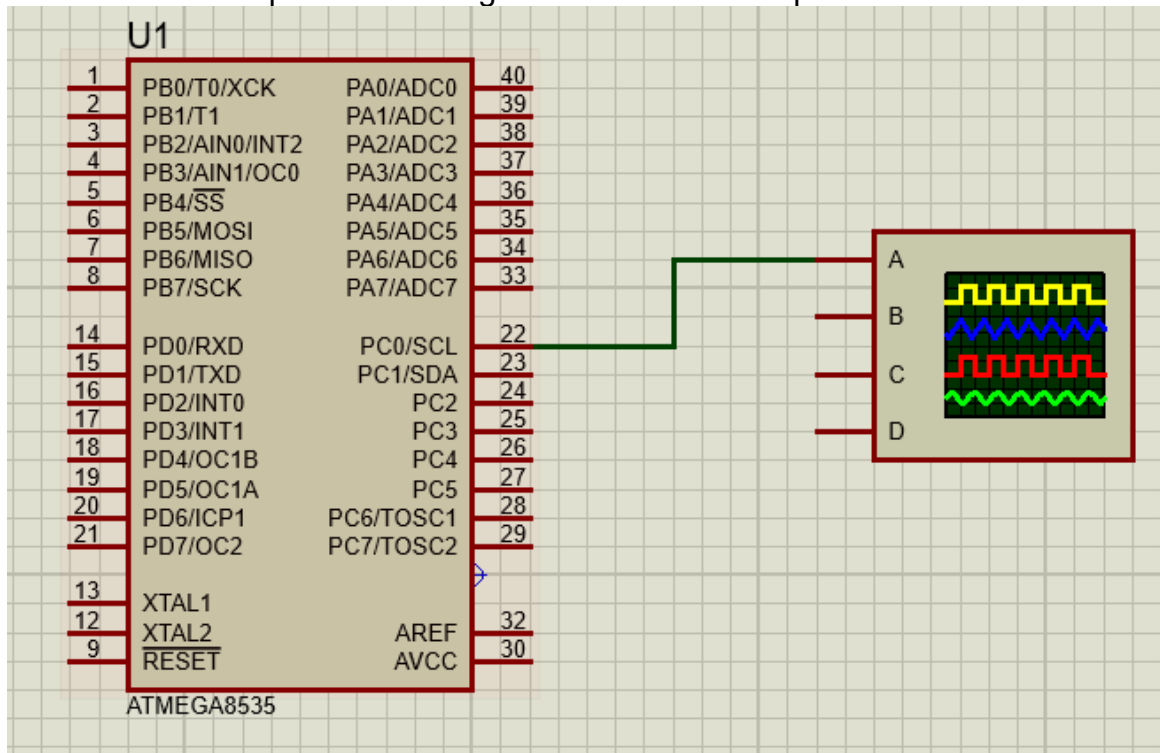 U1
1 PB0/T0/XCK PA0/ADC0 40
2 PB1/T1 PA1/ADC1 39
3 PB2/AIN0/INT2 PA2/ADC2 38
4 PB3/AIN1/OC0 PA3/ADC3 37
5 PB4/SS PA4/ADC4 36
6 PB5/MOSI PA5/ADC5 35
7 PB6/MISO PA6/ADC6 34
8 PB7/SCK PA7/ADC7 33
14 PD0/RXD PC0/SCL 22
15 PD1/TXD PC1/SDA 23
16 PD2/INT0 PC2 24
17 PD3/INT1 PC3 25
18 PD4/OC1B PC4 26
19 PD5/OC1A PC5 27
20 PD6/ICP1 PC6/TOSC1 28
21 PD7/OC2 PC7/TOSC2 29
13 XTAL1
12 XTAL2 AREF 32
9 RESET AVCC 30
ATMEGA8535
A
B
C
D